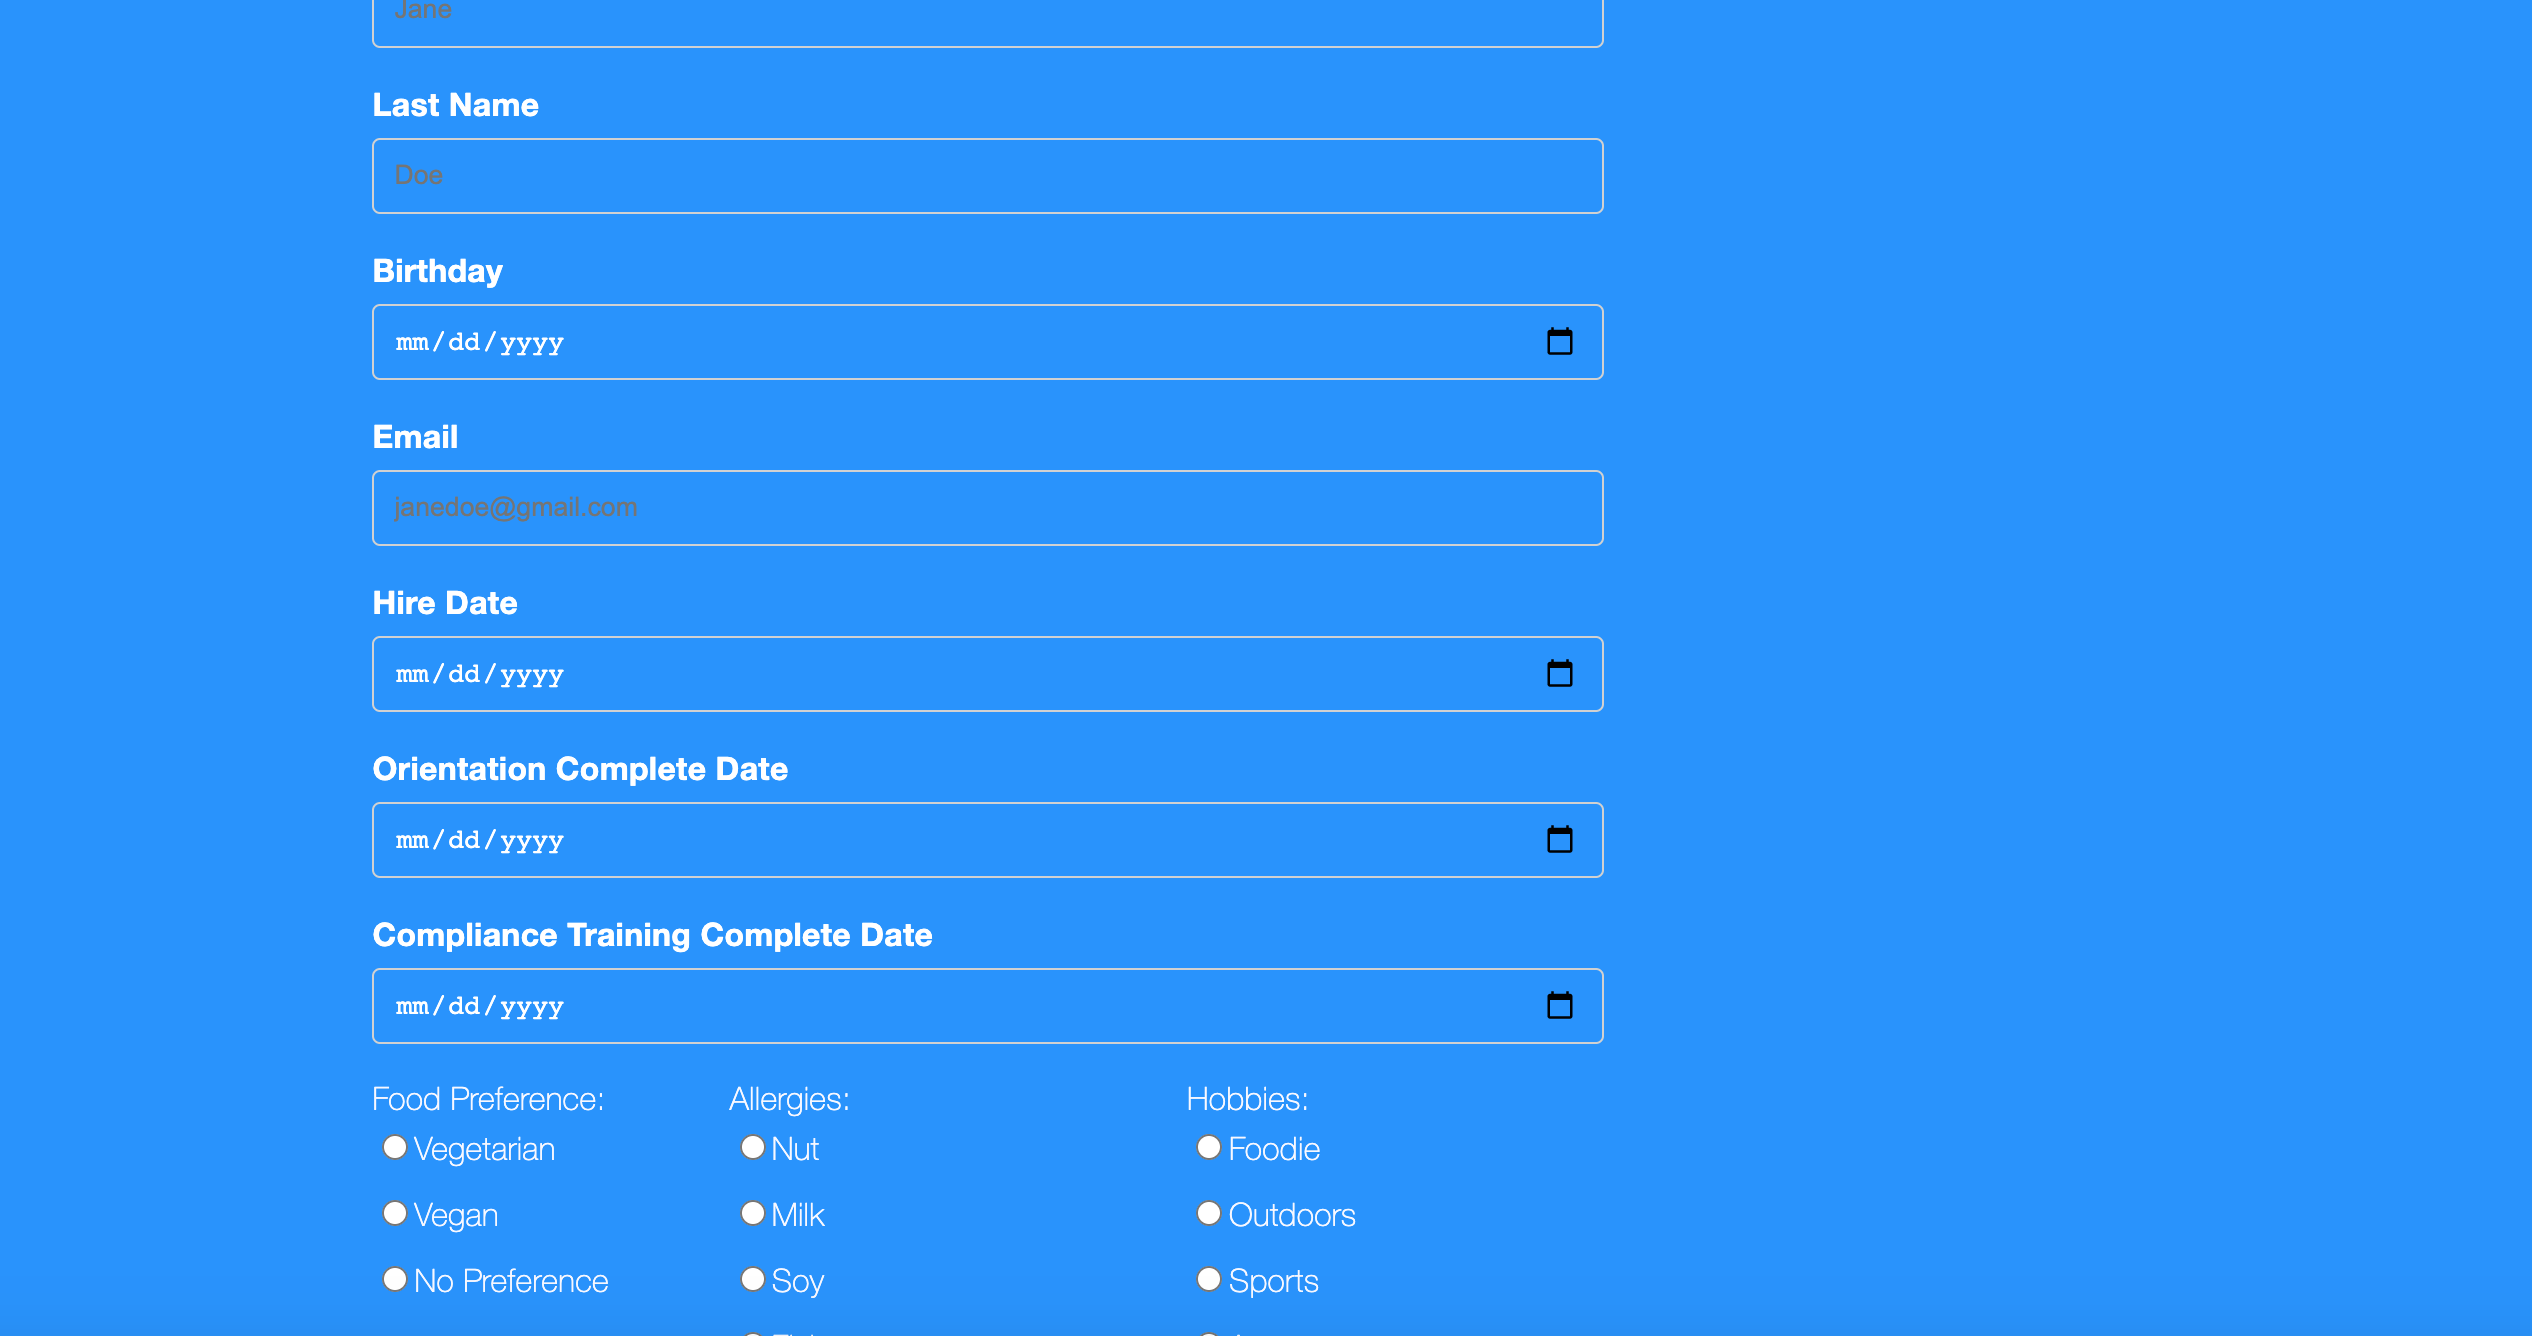 Jane
Last Name
Doe
Birthday
mm/dd/yyyy
Email
janedoe@gmail.com
Hire Date
mm/dd/yyyy
Orientation Complete Date
mm/dd/yyyy
Compliance Training Complete Date
mm/dd/yyyy
Food Preference:
Vegetarian
Vegan
No Preference
Allergies:
Nut
Milk
Soy
Hobbies:
Foodie
Outdoors
Sports